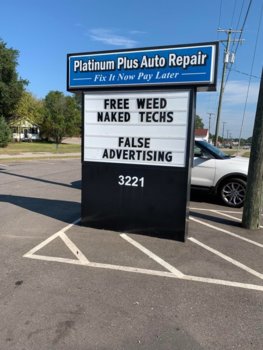 Platinum Plus Auto Repair
Fix It Now Pay Later
FREE WEED
NAKED TECHS
FALSE
ADVERTISING
3221